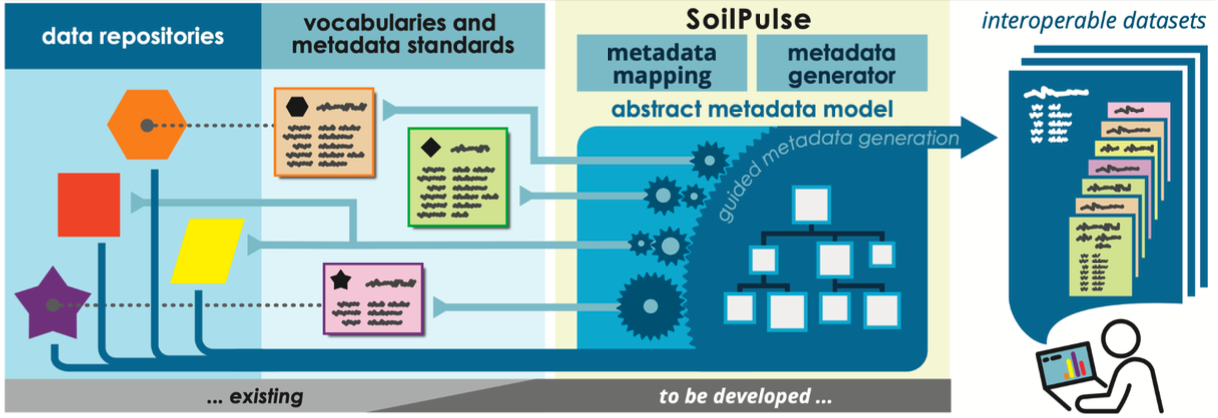 data repositories
vocabularies and
metadata standards
SoilPulse
metadata
mapping
metadata
generator
abstract metadata model
guided metadata generation
interoperable datasets
... existing
to be developed ...